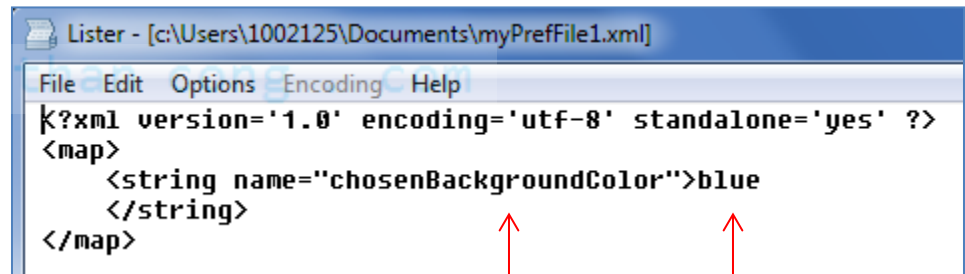 Lister - [c:\Users\1002125\Documents\myPrefFile1.xml]
File Edit Options Encoding Help
<?xml version='1.0' encoding='utf-8' standalone='yes' ?>
<map>
    <string name="chosenBackgroundColor">blue
    </string>
</map>